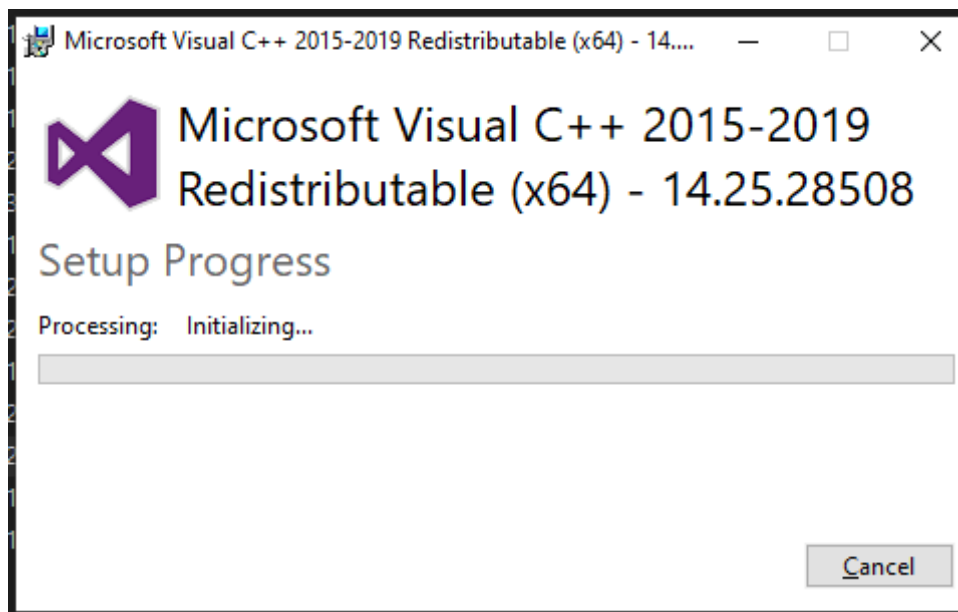 Microsoft Visual C++ 2015-2019 Redistributable (x64) - 14....
Microsoft Visual C++ 2015-2019
Redistributable (x64) - 14.25.28508
Setup Progress
Processing: Initializing...
Cancel